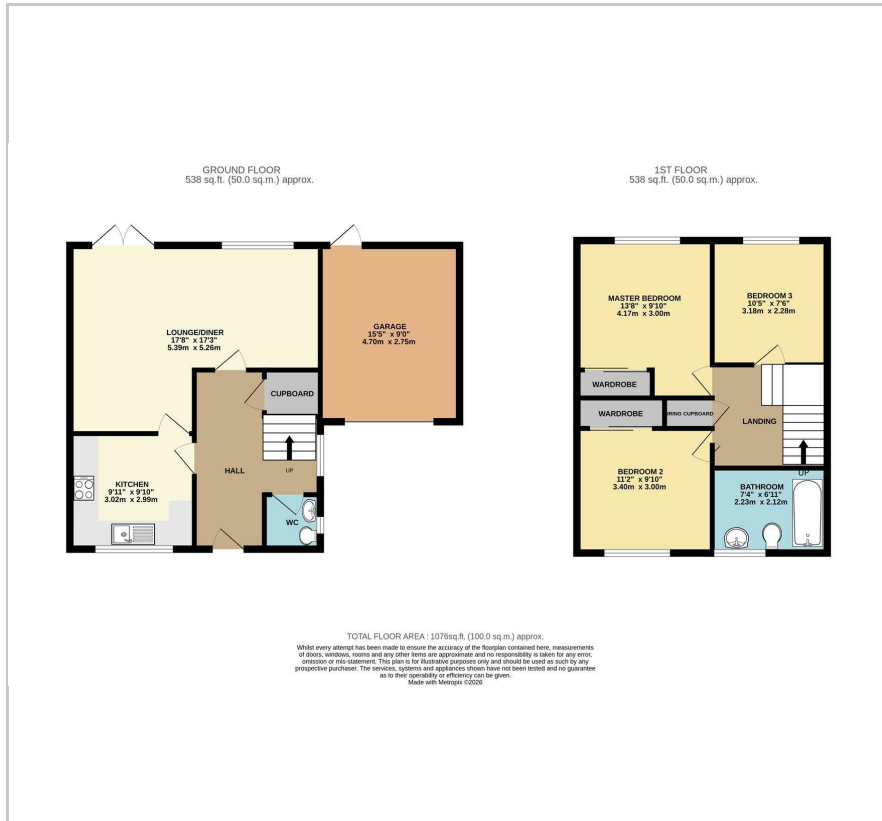 GROUND FLOOR
538 sq.ft. (50.0 sq.m.) approx.
LOUNGE/DINER
17'8" x 17'3"
5.39m x 5.26m
GARAGE
15'5" x 9'0"
4.70m x 2.75m
CUPBOARD
HALL
UP
KITCHEN
9'11" x 9'10"
3.02m x 2.99m
WC
1ST FLOOR
538 sq.ft. (50.0 sq.m.) approx.
MASTER BEDROOM
13'8" x 9'10"
4.17m x 3.00m
BEDROOM 3
10'5" x 7'6"
3.18m x 2.28m
WARDROBE
WARDROBE
IRING CUPBOARD
LANDING
UP
BEDROOM 2
11'2" x 9'10"
3.40m x 3.00m
BATHROOM
7'4" x 6'11"
2.23m x 2.12m
TOTAL FLOOR AREA : 1076sq.ft. (100.0 sq.m.) approx.
Whilst every attempt has been made to ensure the accuracy of the floorplan contained here, measurements
of doors, windows, rooms and any other items are approximate and no responsibility is taken for any error,
omission or mis-statement. This plan is for illustrative purposes only and should be used as such by any
prospective purchaser. The services, systems and appliances shown have not been tested and no guarantee
as to their operability or efficiency can be given.
Made with Metropix ©2026